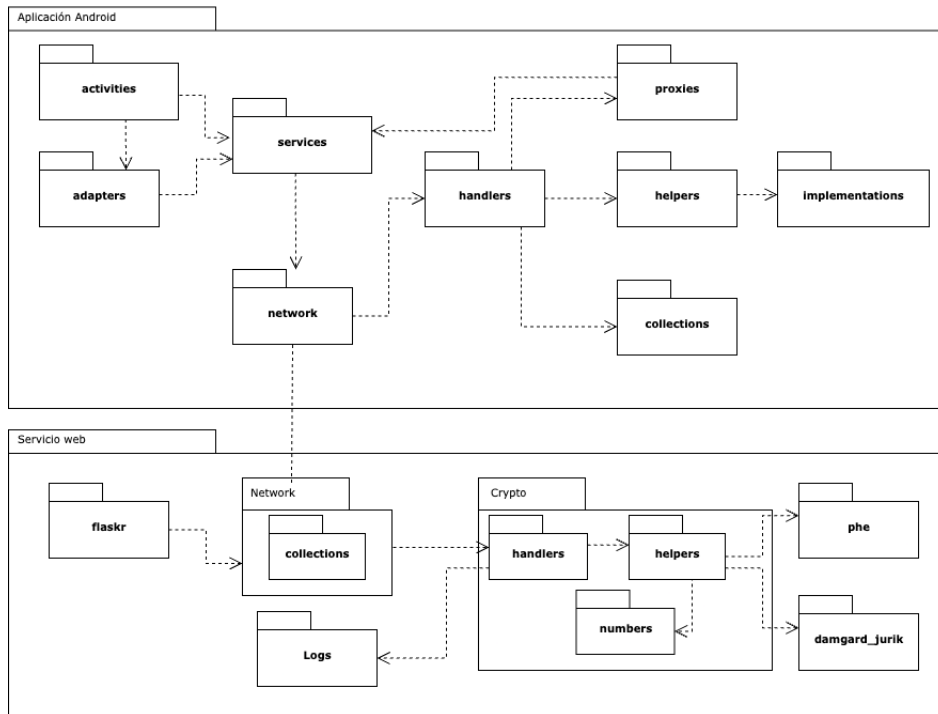 Aplicación Android
activities
proxies
services
adapters
handlers
helpers
implementations
network
collections
Servicio web
Network
Crypto
flaskr
collections
handlers
helpers
phe
numbers
Logs
damgard_jurik